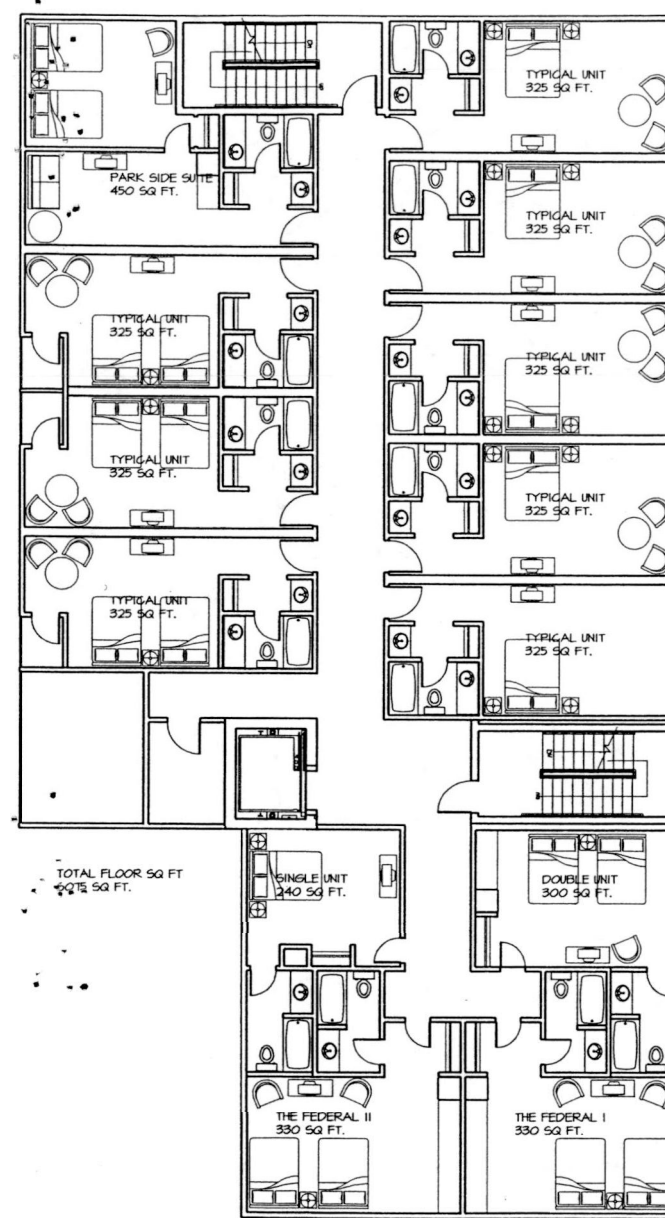 TYPICAL UNIT
325 SQ FT.
PARK SIDE SUITE
450 SQ FT.
TYPICAL UNIT
325 SQ FT.
TYPICAL UNIT
325 SQ FT.
TYPICAL UNIT
325 SQ FT.
TYPICAL UNIT
325 SQ FT.
TYPICAL UNIT
325 SQ FT.
TYPICAL UNIT
325 SQ FT.
TYPICAL UNIT
325 SQ FT.
TOTAL FLOOR SQ FT
SQ FT.
SINGLE UNIT
240 SQ FT.
DOUBLE UNIT
300 SQ FT.
THE FEDERAL II
330 SQ FT.
THE FEDERAL I
330 SQ FT.